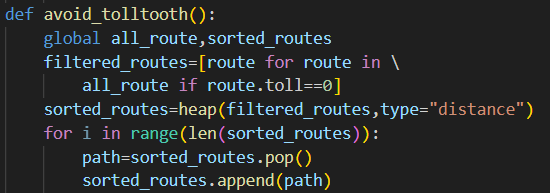 def avoid_tolltooth():
    global all_route,sorted_routes
    filtered_routes=[route for route in \
        all_route if route.toll==0]
    sorted_routes=heap(filtered_routes,type="distance")
    for i in range(len(sorted_routes)):
        path=sorted_routes.pop()
        sorted_routes.append(path)